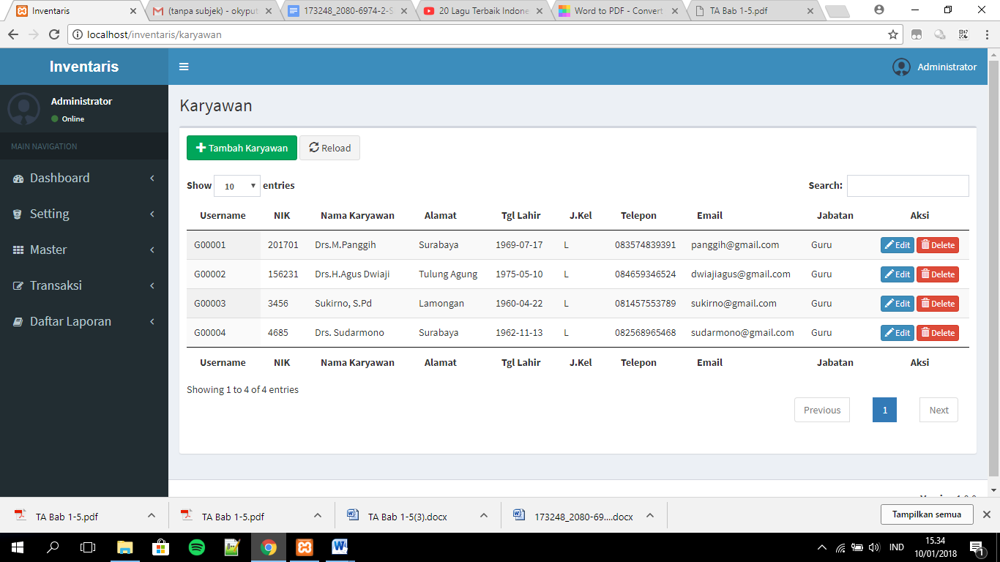 Inventaris
(tanpa subjek) - okyput
173248_2080-6974-2-S
20 Lagu Terbaik Indone
Word to PDF - Convert
TA Bab 1-5.pdf
localhost/inventaris/karyawan
Inventaris
Administrator
Administrator
Online
MAIN NAVIGATION
Dashboard
Setting
Master
Transaksi
Daftar Laporan
Karyawan
Tambah Karyawan Reload
Show 10 entries Search:
Username NIK Nama Karyawan Alamat Tgl Lahir J.Kel Telepon Email Jabatan Aksi
G00001 201701 Drs.M.Panggih Surabaya 1969-07-17 L 083574839391 panggih@gmail.com Guru Edit Delete
G00002 156231 Drs.H.Agus Dwiaji Tulung Agung 1975-05-10 L 084659346524 dwiajiagus@gmail.com Guru Edit Delete
G00003 3456 Sukirno, S.Pd Lamongan 1960-04-22 L 081457553789 sukirno@gmail.com Guru Edit Delete
G00004 4685 Drs. Sudarmono Surabaya 1962-11-13 L 082568965468 sudarmono@gmail.com Guru Edit Delete
Username NIK Nama Karyawan Alamat Tgl Lahir J.Kel Telepon Email Jabatan Aksi
Showing 1 to 4 of 4 entries
Previous 1 Next
TA Bab 1-5.pdf
TA Bab 1-5.pdf
TA Bab 1-5(3).docx
173248_2080-69....docx
Tampilkan semua
IND
15.34
10/01/2018
1